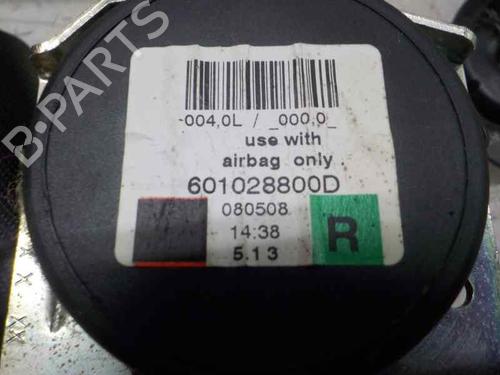 B-PARTS
-004,0L / _000,0_
use with
airbag only .
601028800D
080508
14:38
5.13
R